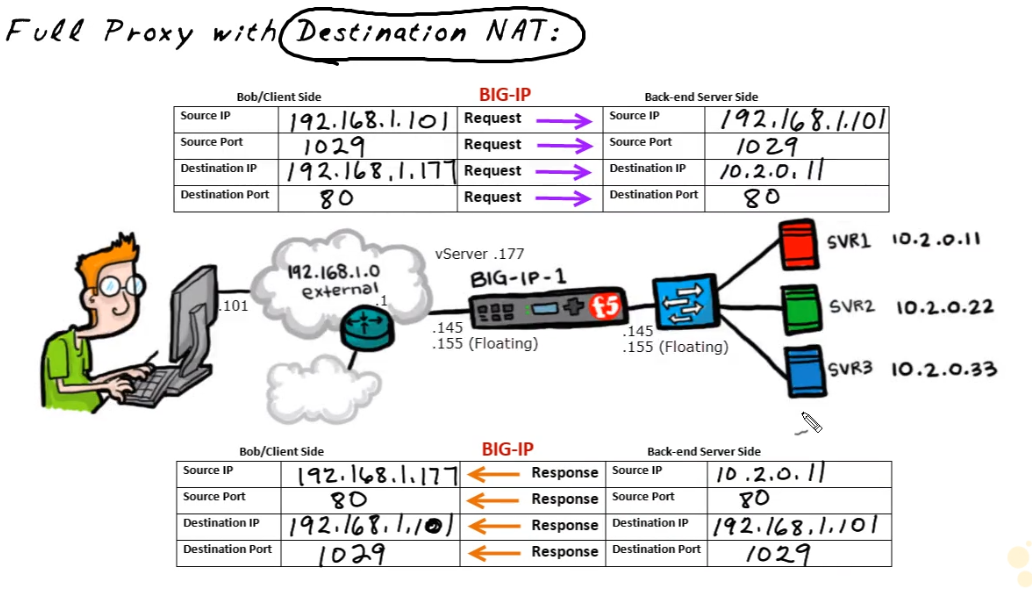 Full Proxy with Destination NAT:
Bob/Client Side BIG-IP Back-end Server Side
Source IP 192.168.1.101 Request Source IP 192.168.1.101
Source Port 1029 Request Source Port 1029
Destination IP 192.168.1.177 Request Destination IP 10.2.0.11
Destination Port 80 Request Destination Port 80
SVR1 10.2.0.11
vServer .177
192.168.1.0
external
BIG-IP-1
.101
.1
f5
SVR2 10.2.0.22
.145
.155 (Floating)
.145
.155 (Floating)
SVR3 10.2.0.33
Bob/Client Side BIG-IP Back-end Server Side
Source IP 192.168.1.177 Response Source IP 10.2.0.11
Source Port 80 Response Source Port 80
Destination IP 192.168.1.101 Response Destination IP 192.168.1.101
Destination Port 1029 Response Destination Port 1029